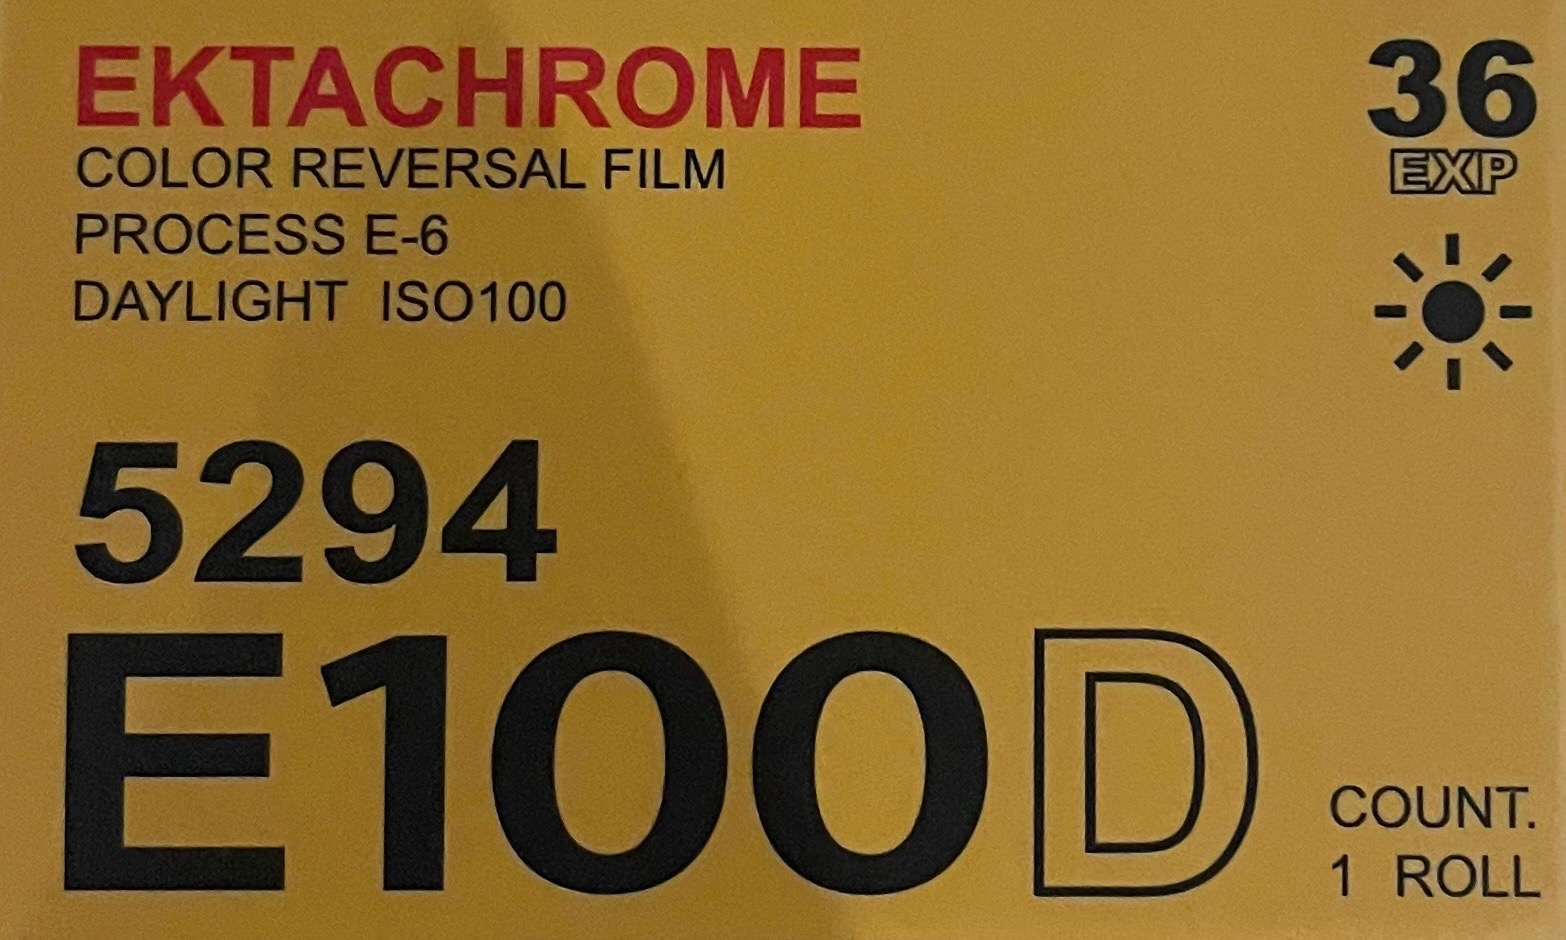 EKTACHROME
COLOR REVERSAL FILM
PROCESS E-6
DAYLIGHT ISO100
36
EXP
5294
E100D
COUNT.
1 ROLL